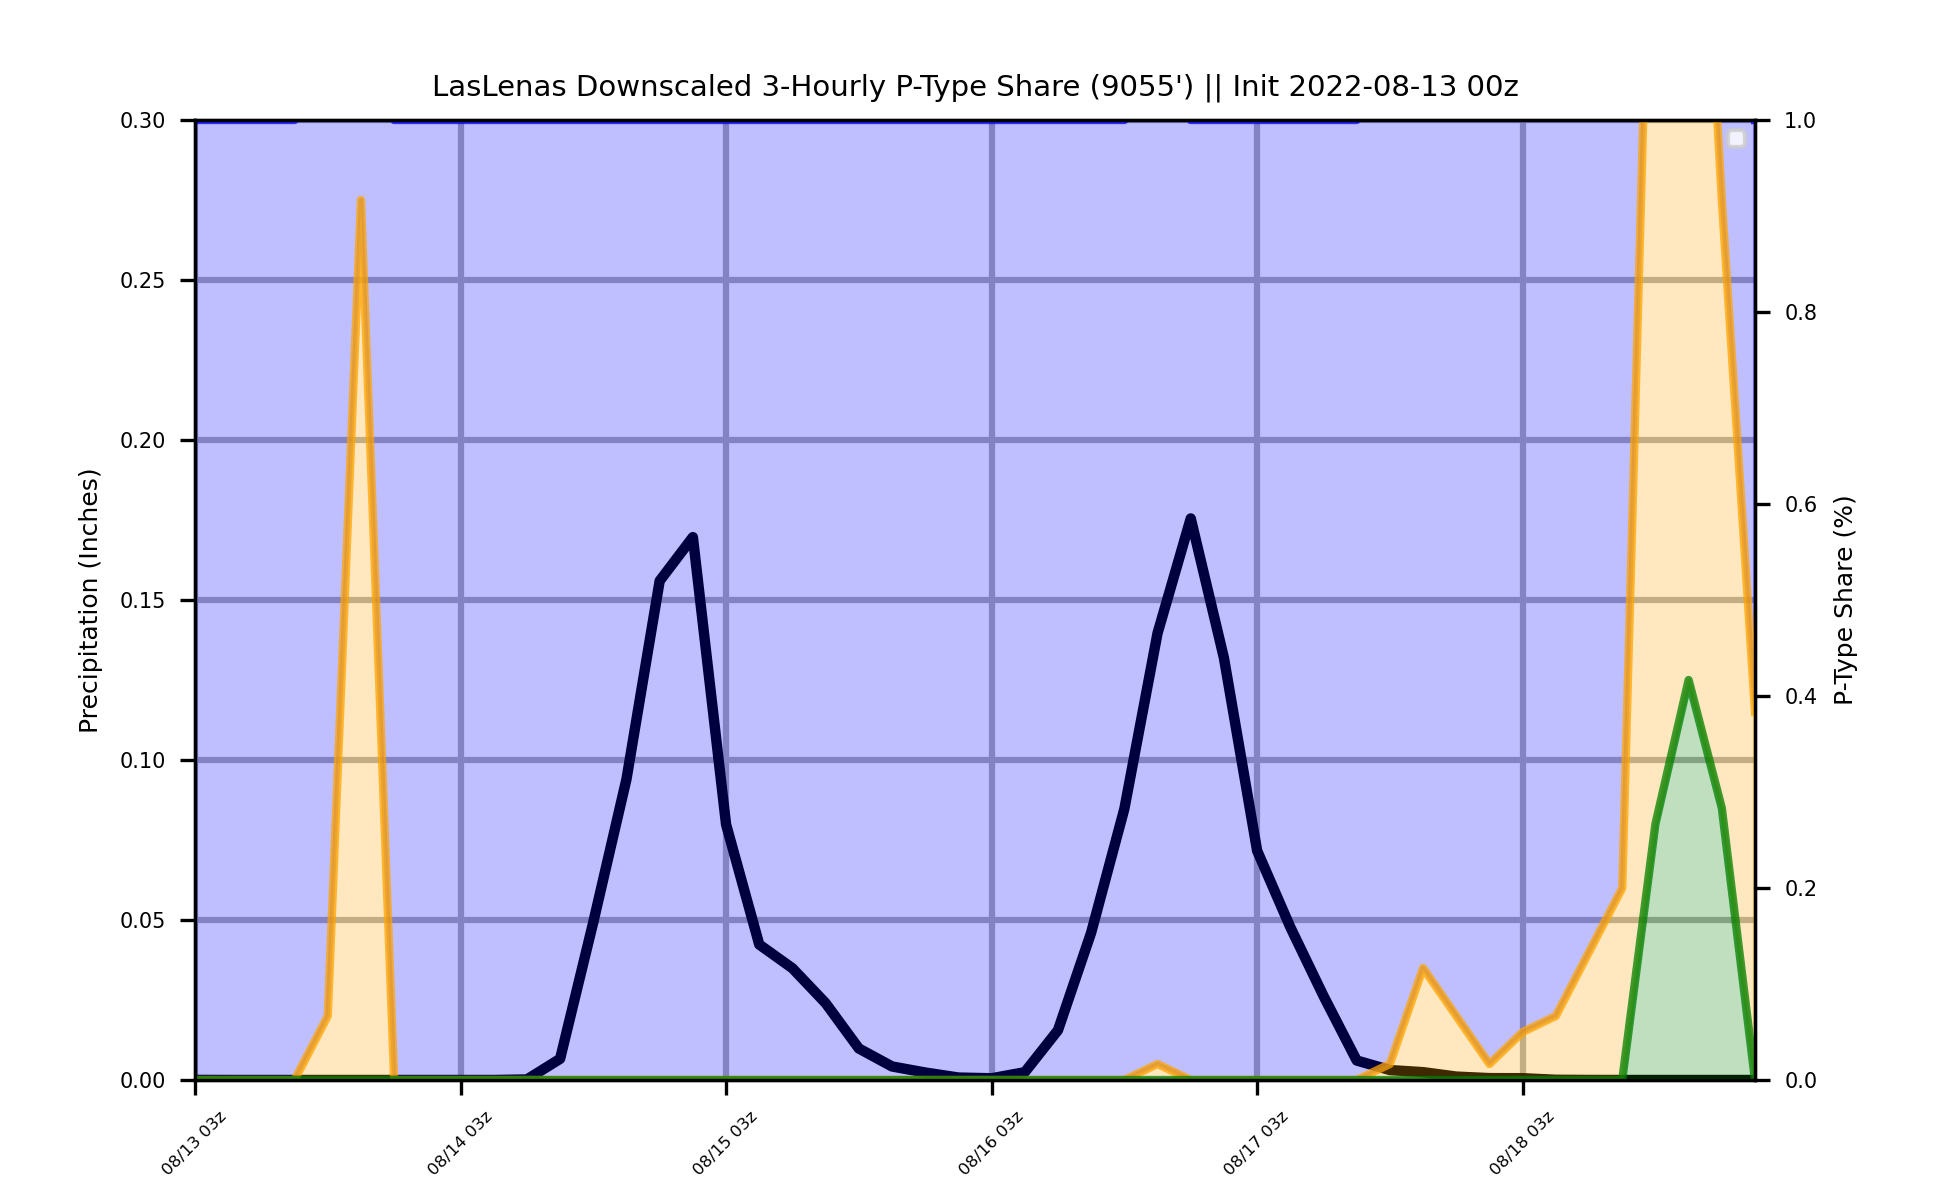 LasLenas Downscaled 3-Hourly P-Type Share (9055') || Init 2022-08-13 00z
0.30
0.25
0.20
0.15
0.10
0.05
0.00
Precipitation (Inches)
1.0
0.8
0.6
0.4
0.2
0.0
P-Type Share (%)
08/13 03z
08/14 03z
08/15 03z
08/16 03z
08/17 03z
08/18 03z